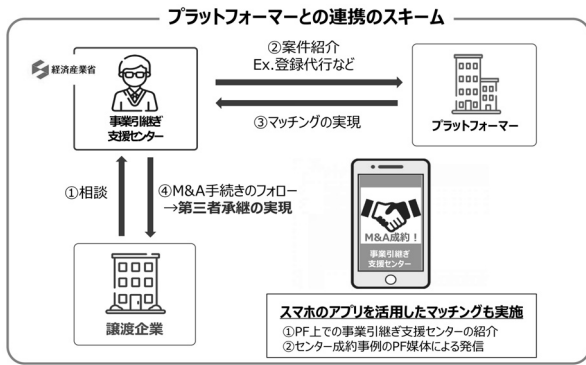 プラットフォーマーとの連携のスキーム
経済産業省
事業引継ぎ
支援センター
②案件紹介
Ex.登録代行など
③マッチングの実現
プラットフォーマー
①相談
④M&A手続きのフォロー
→第三者承継の実現
譲渡企業
M&A成約！
事業引継ぎ
支援センター
スマホのアプリを活用したマッチングも実施
①PF上での事業引継ぎ支援センターの紹介
②センター成約事例のPF媒体による発信